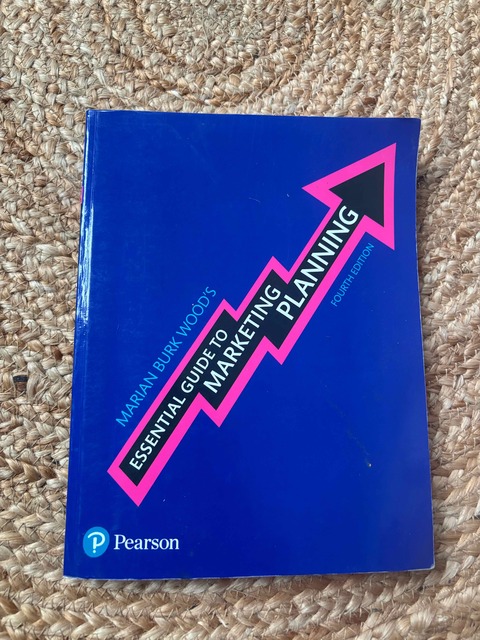 MARIAN BURK WOOD'S
ESSENTIAL GUIDE TO
MARKETING
PLANNING
FOURTH EDITION
P Pearson